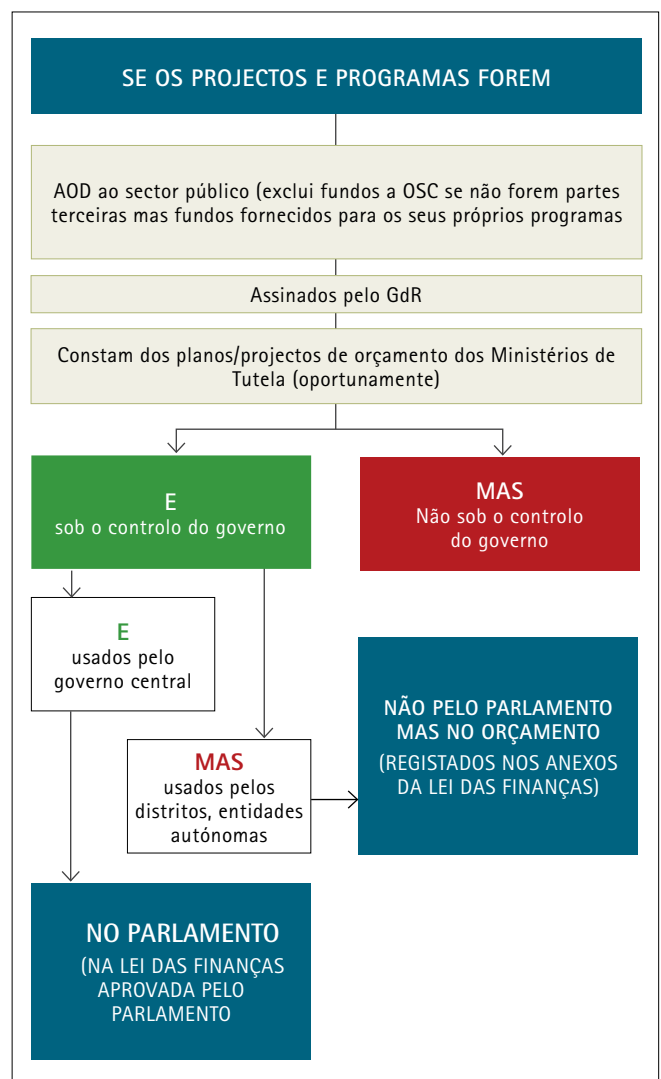 SE OS PROJECTOS E PROGRAMAS FOREM
AOD ao sector público (exclui fundos a OSC se não forem partes
terceiras mas fundos fornecidos para os seus próprios programas
Assinados pelo GdR
Constam dos planos/projectos de orçamento dos Ministérios de
Tutela (oportunamente)
E
sob o controlo do governo
MAS
Não sob o controlo
do governo
E
usados pelo
governo central
MAS
usados pelos
distritos, entidades
autónomas
NÃO PELO PARLAMENTO
MAS NO ORÇAMENTO
(REGISTADOS NOS ANEXOS
DA LEI DAS FINANÇAS)
NO PARLAMENTO
(NA LEI DAS FINANÇAS
APROVADA PELO
PARLAMENTO